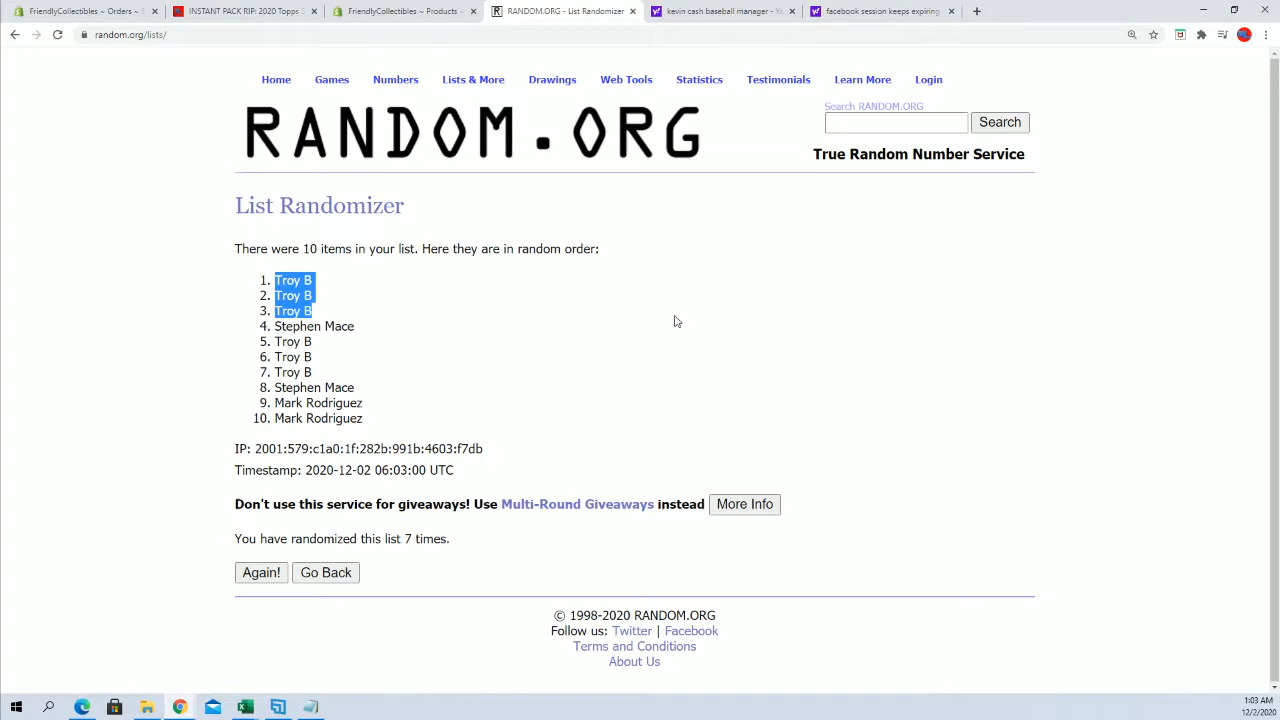 FriendlyCollectibles ~ Orders ~ S
INSTANT PACK RIP: 2020 Topps S
FriendlyCollectibles ~ Products ~
RANDOM.ORG - List Randomizer
kevin cash baseball manager - Ya
facebook session keeps expiring
random.org/lists/
Home Games Numbers Lists & More Drawings Web Tools Statistics Testimonials Learn More Login
RANDOM.ORG
Search RANDOM.ORG
Search
True Random Number Service
List Randomizer
There were 10 items in your list. Here they are in random order:
1. Troy B
2. Troy B
3. Troy B
4. Stephen Mace
5. Troy B
6. Troy B
7. Troy B
8. Stephen Mace
9. Mark Rodriguez
10. Mark Rodriguez
IP: 2001:579:c1a0:1f:282b:991b:4603:f7db
Timestamp: 2020-12-02 06:03:00 UTC
Don't use this service for giveaways! Use Multi-Round Giveaways instead More Info
You have randomized this list 7 times.
Again! Go Back
© 1998-2020 RANDOM.ORG
Follow us: Twitter | Facebook
Terms and Conditions
About Us
1:03 AM
12/2/2020